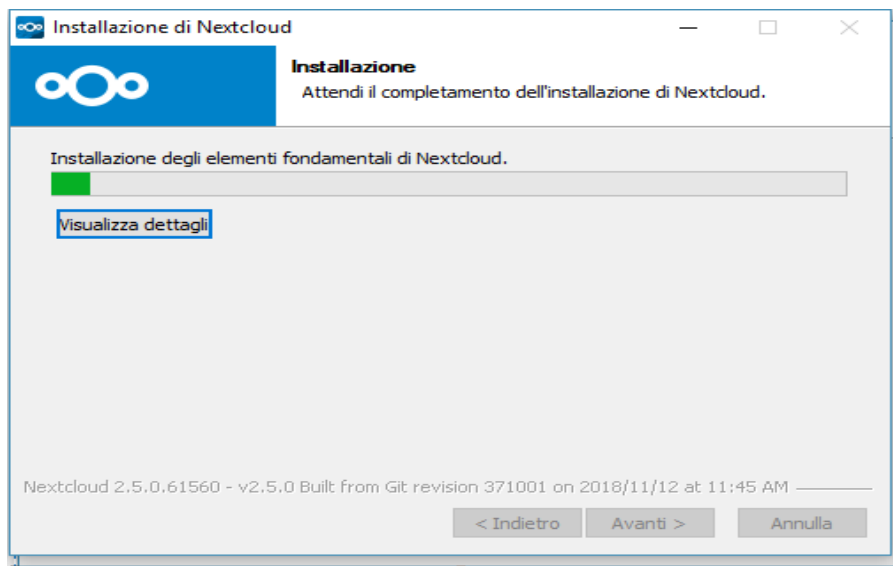 Installazione di Nextcloud
Installazione
Attendi il completamento dell'installazione di Nextcloud.
Installazione degli elementi fondamentali di Nextcloud.
Visualizza dettagli
Nextcloud 2.5.0.61560 - v2.5.0 Built from Git revision 371001 on 2018/11/12 at 11:45 AM
< Indietro Avanti > Annulla